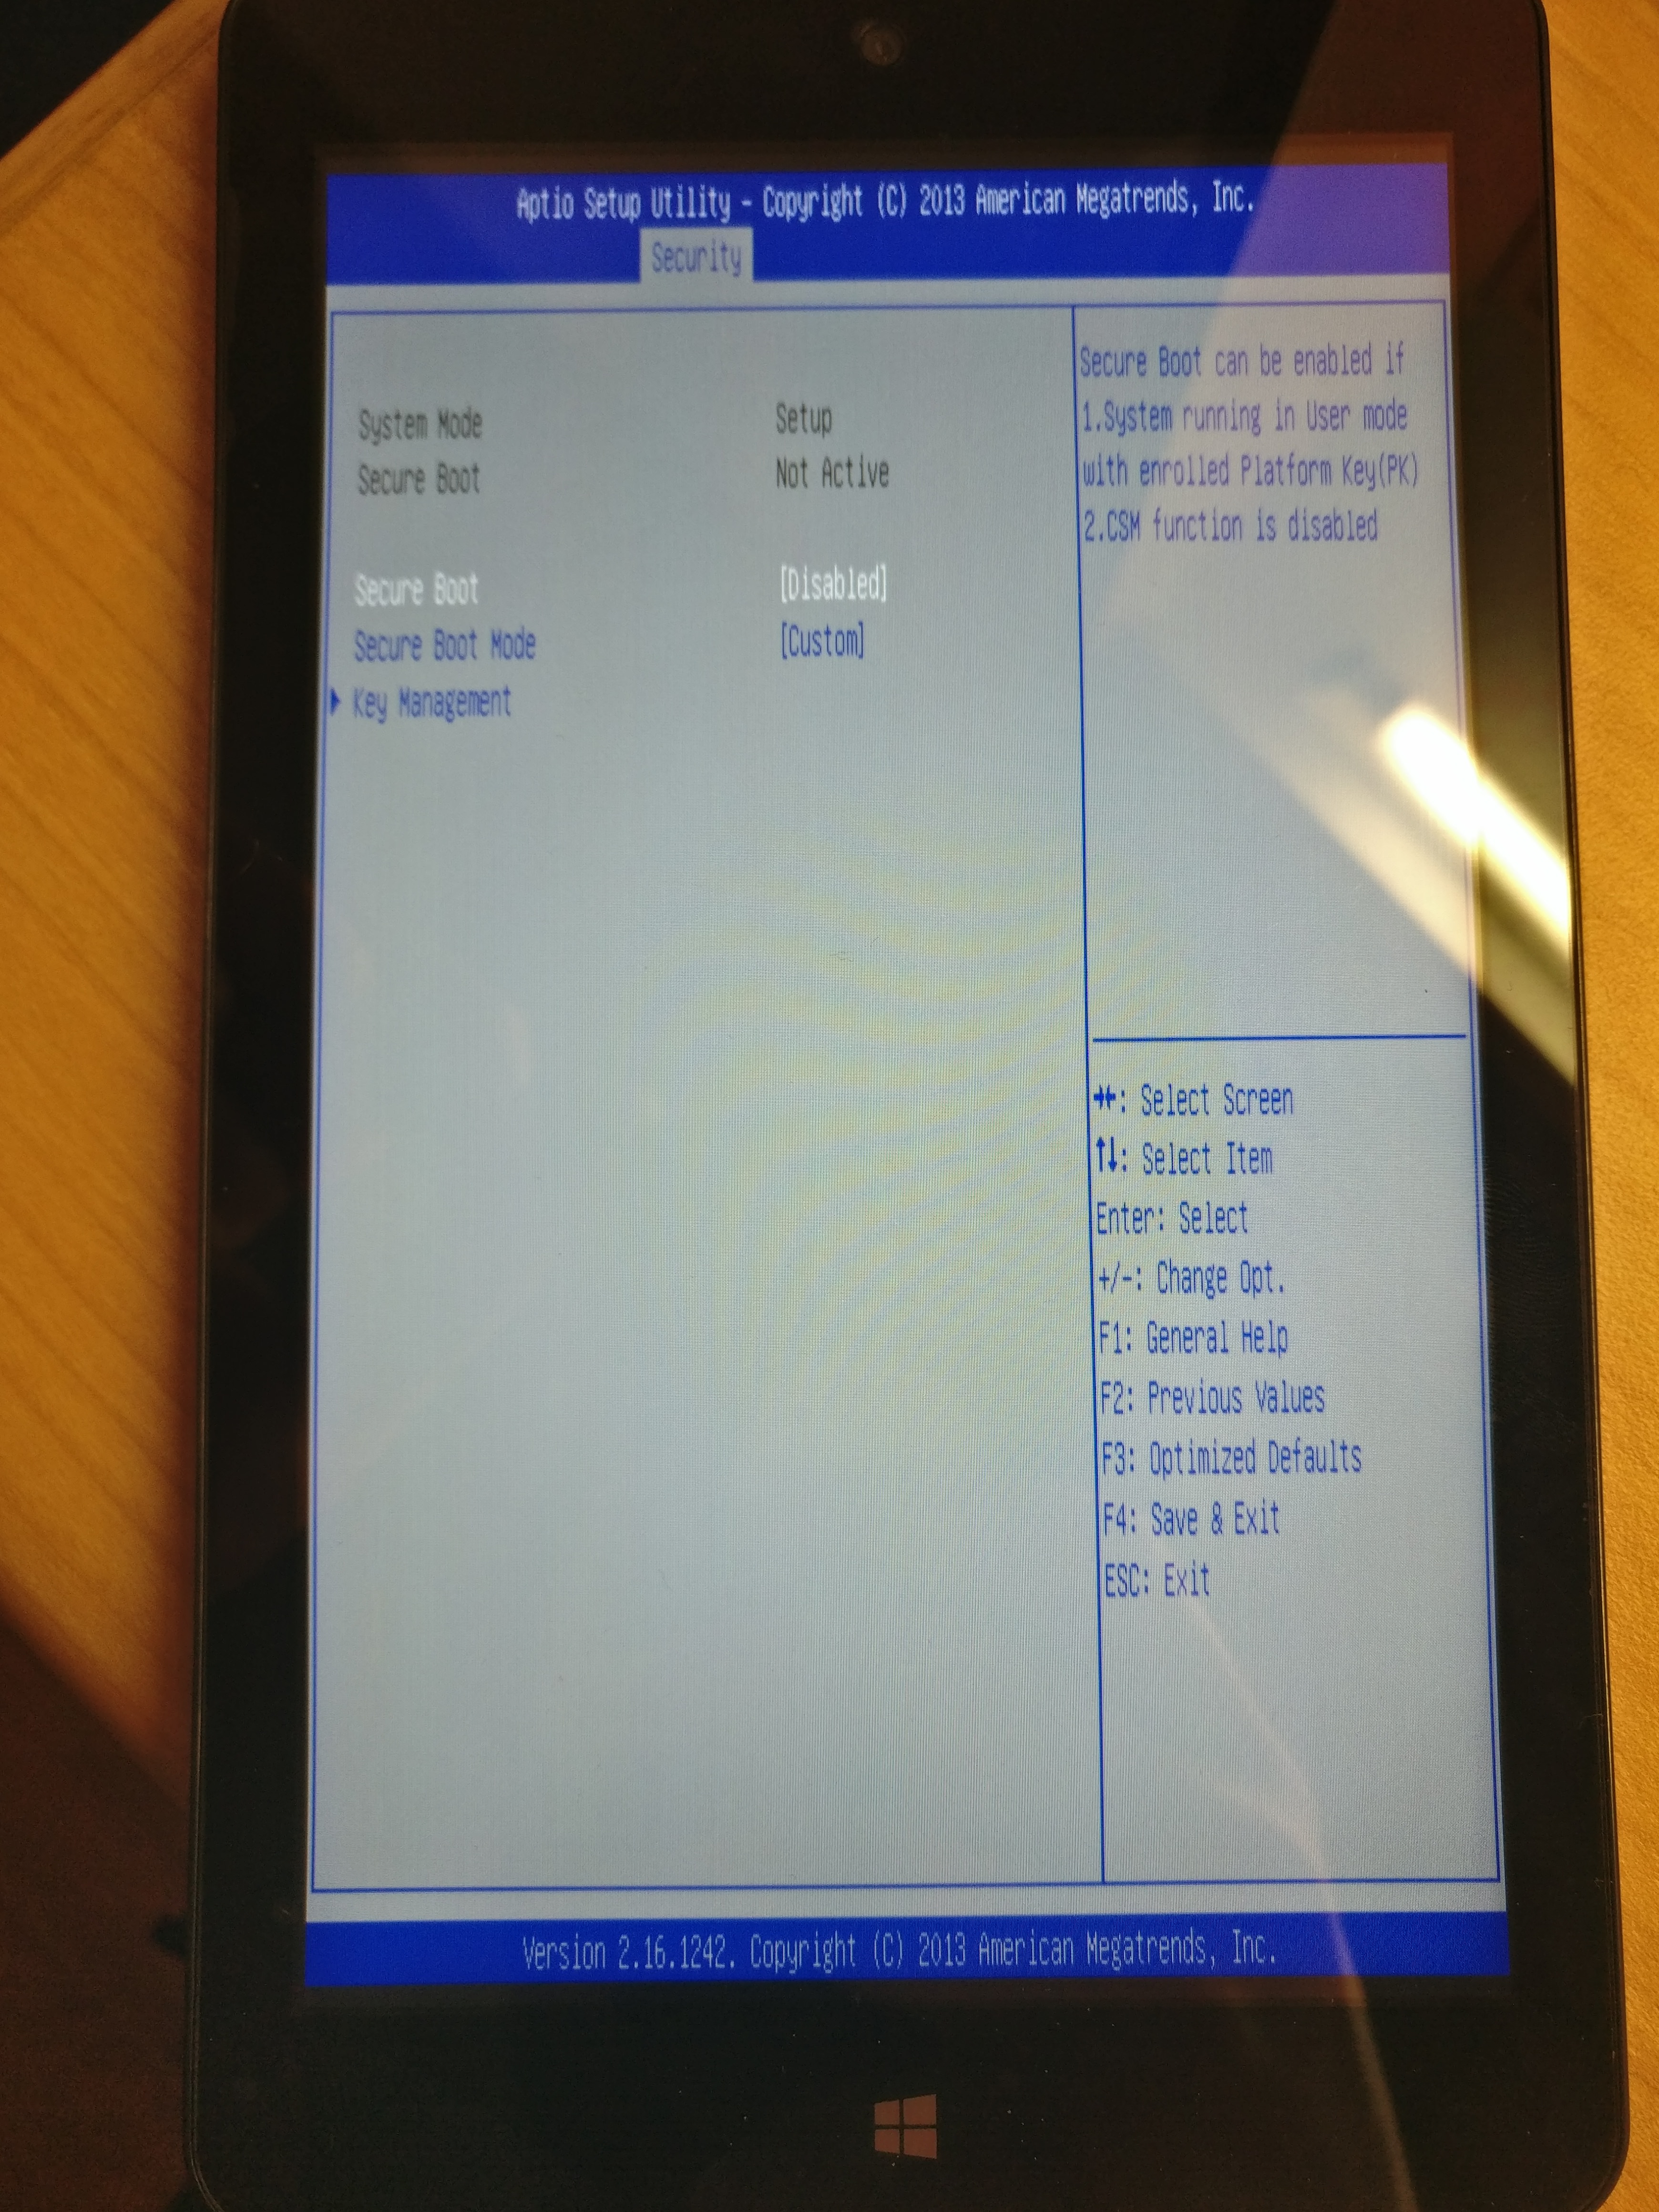 Aptio Setup Utility - Copyright (C) 2013 American Megatrends, Inc.
Security
System Mode Setup
Secure Boot Not Active
Secure Boot [Disabled]
Secure Boot Mode [Custom]
Key Management
Secure Boot can be enabled if
1.System running in User mode
with enrolled Platform Key(PK)
2.CSM function is disabled
→←: Select Screen
↑↓: Select Item
Enter: Select
+/-: Change Opt.
F1: General Help
F2: Previous Values
F3: Optimized Defaults
F4: Save & Exit
ESC: Exit
Version 2.16.1242. Copyright (C) 2013 American Megatrends, Inc.